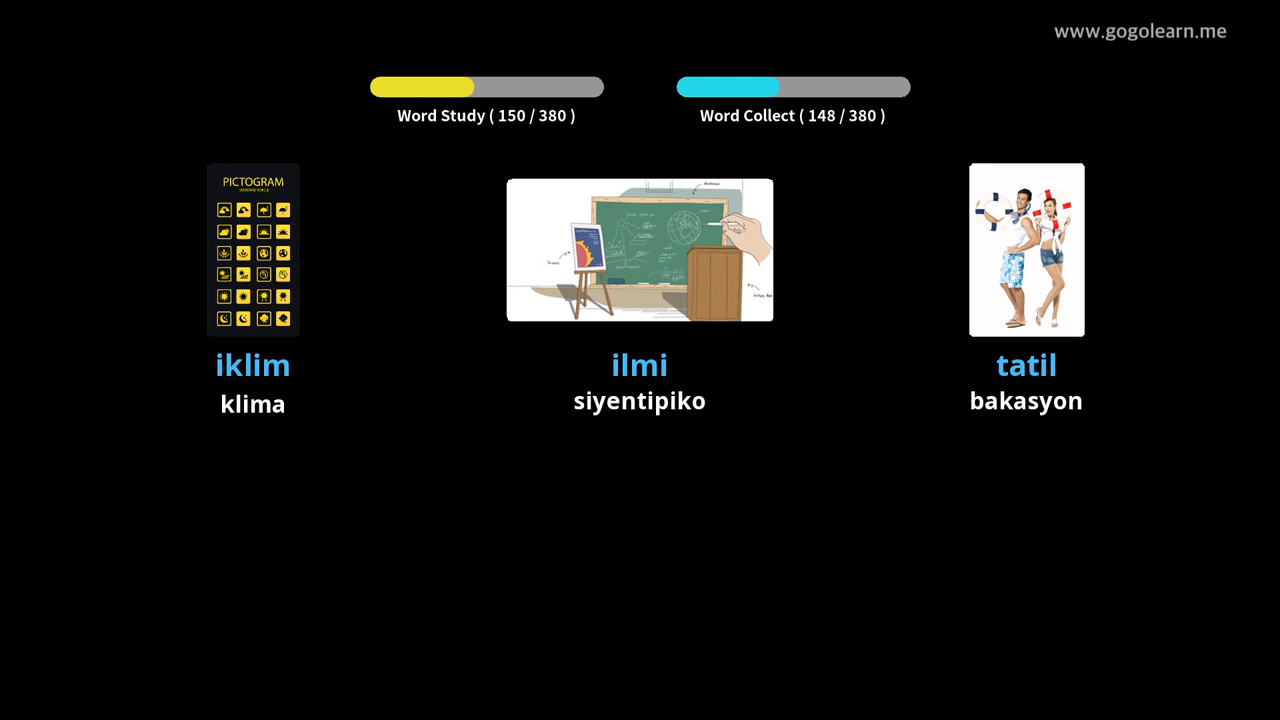 www.gogolearn.me
Word Study ( 150 / 380 )
Word Collect ( 148 / 380 )
PICTOGRAM
iklim
klima
ilmi
siyentipiko
tatil
bakasyon